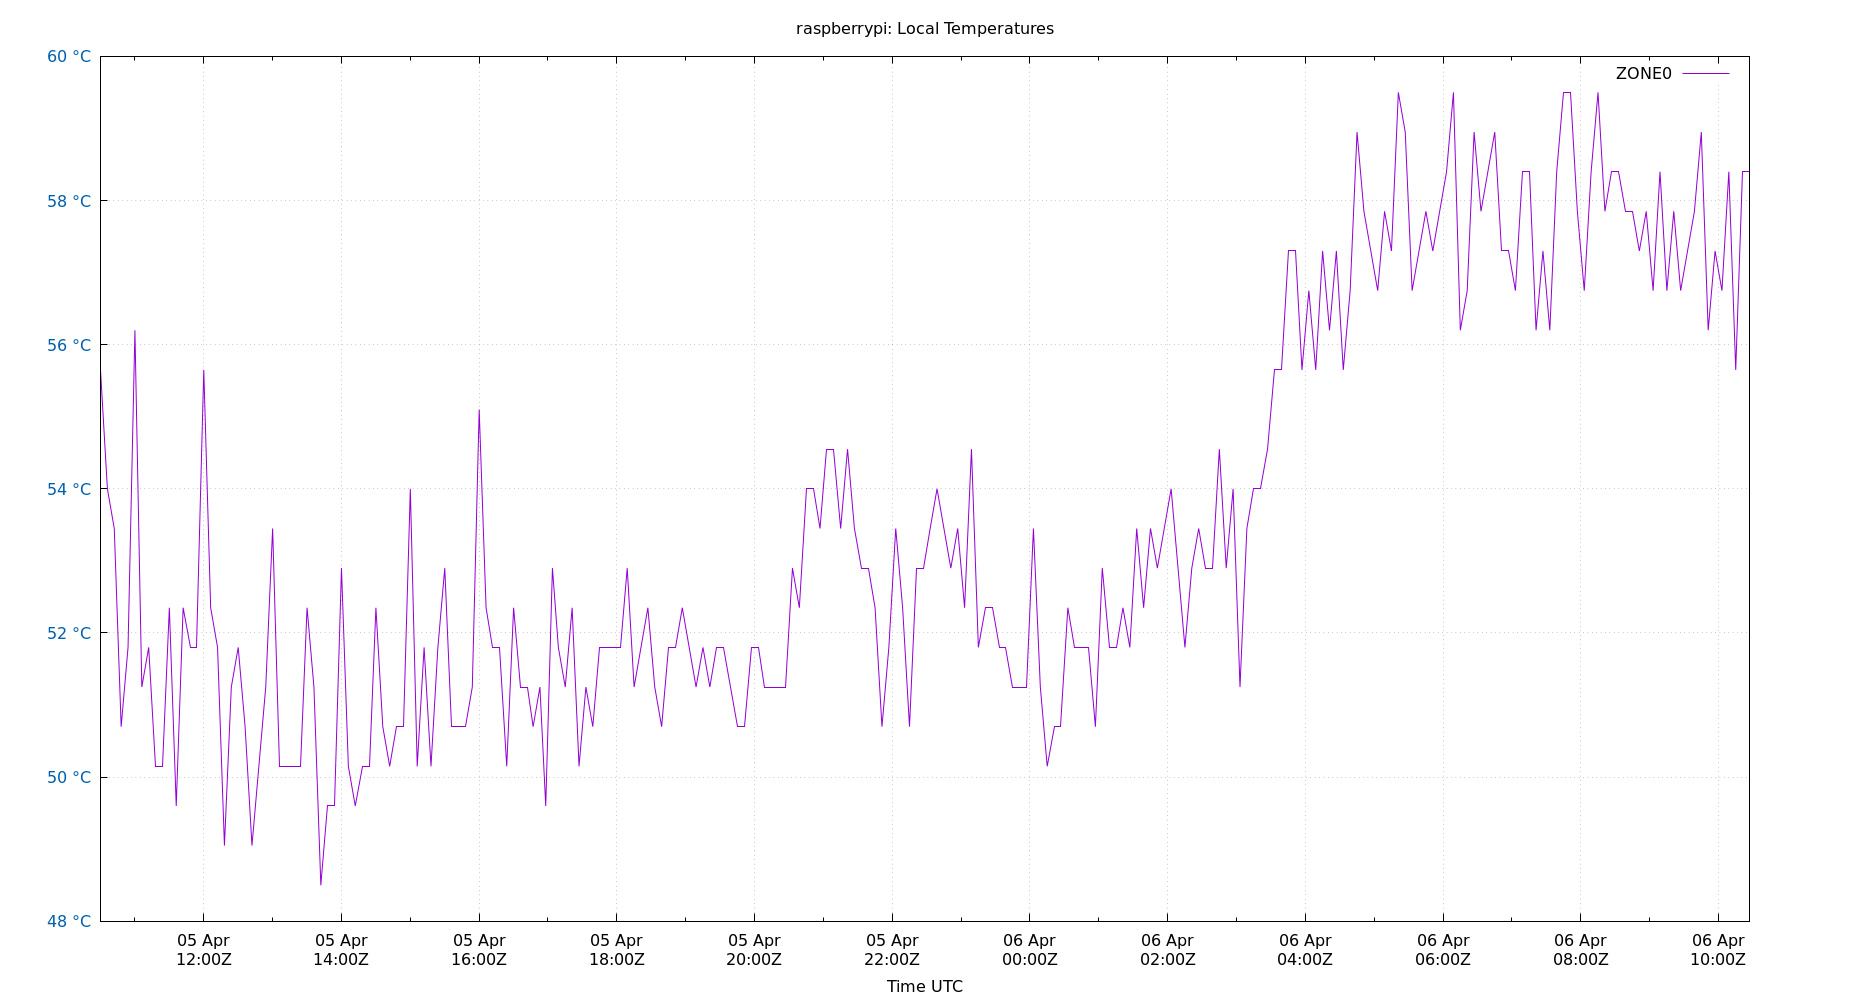 raspberrypi: Local Temperatures
ZONE0
60 °C
58 °C
56 °C
54 °C
52 °C
50 °C
48 °C
05 Apr 05 Apr 05 Apr 05 Apr 05 Apr 05 Apr 06 Apr 06 Apr 06 Apr 06 Apr 06 Apr 06 Apr
12:00Z 14:00Z 16:00Z 18:00Z 20:00Z 22:00Z 00:00Z 02:00Z 04:00Z 06:00Z 08:00Z 10:00Z
Time UTC